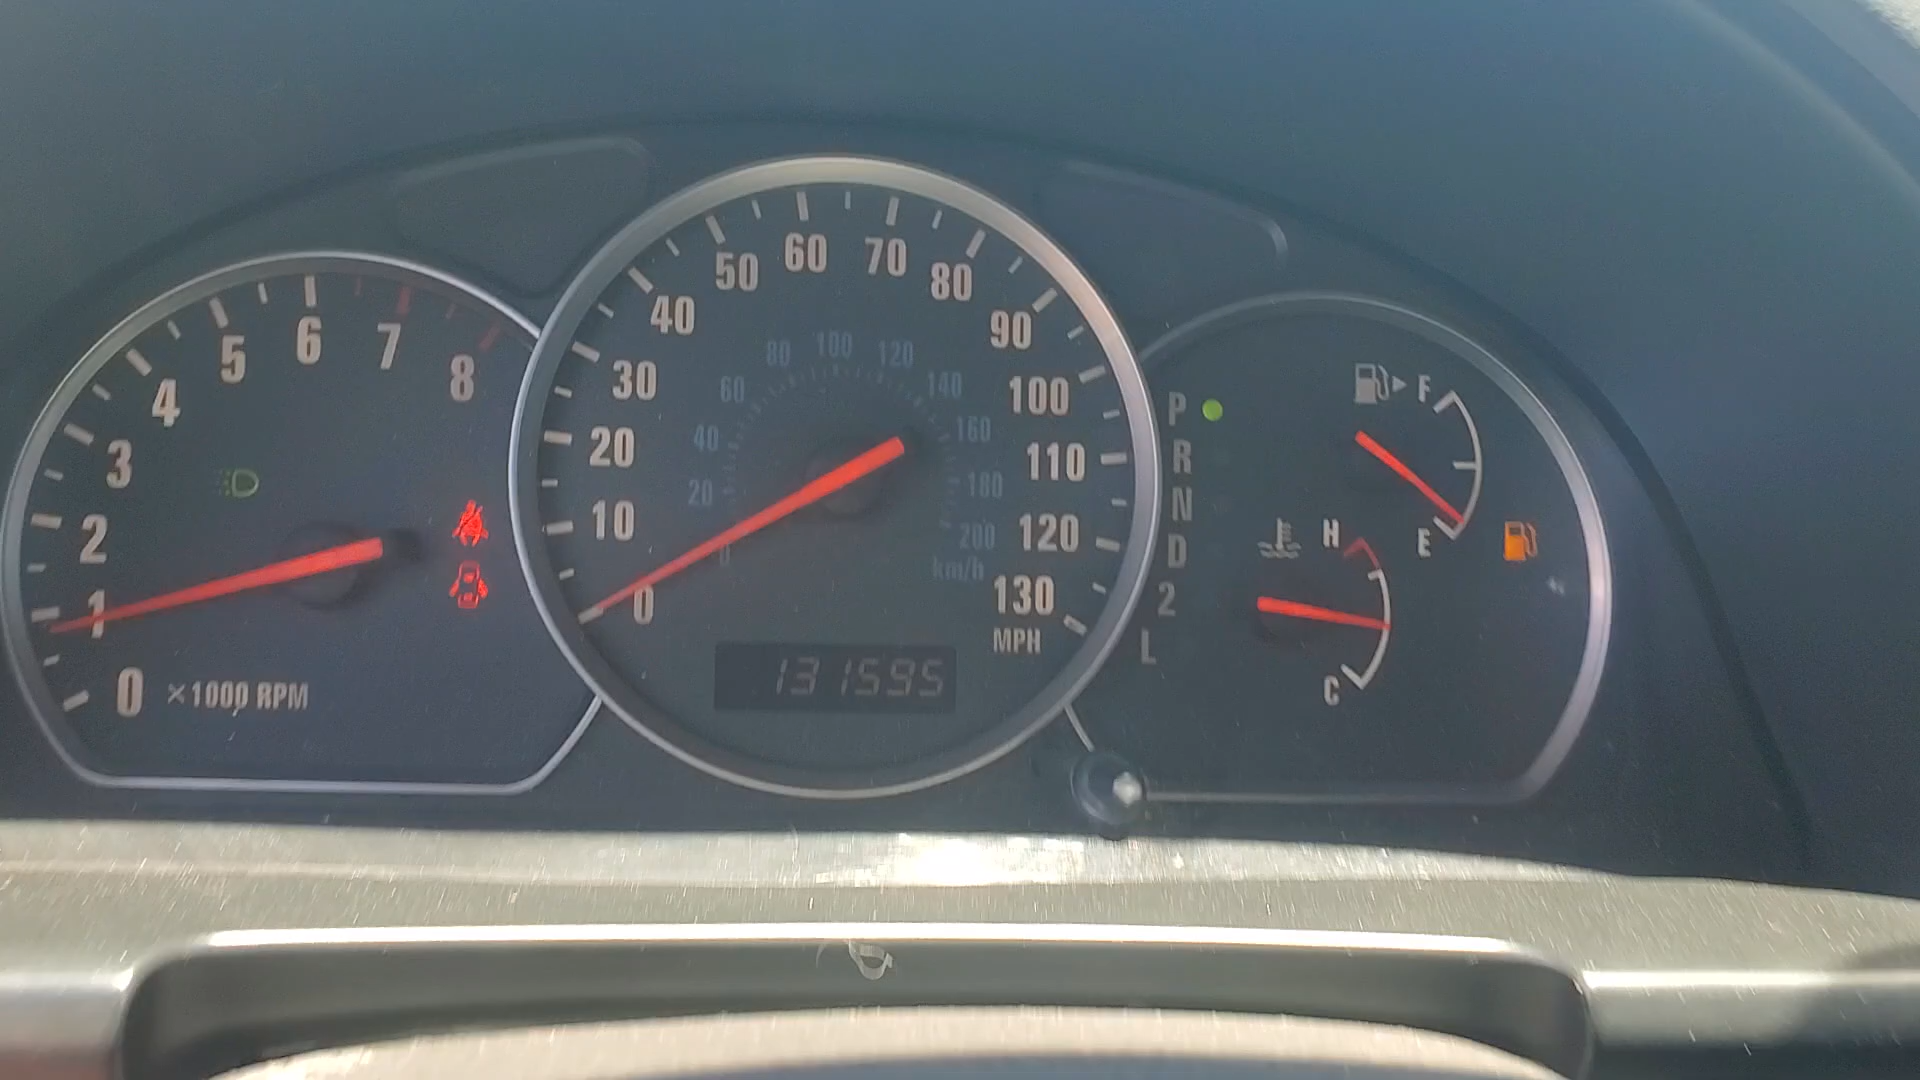 0 1 2 3 4 5 6 7 8
×1000 RPM
0 10 20 30 40 50 60 70 80 90 100 110 120 130
MPH
0 20 40 60 80 100 120 140 160 180 200
km/h
131595
P
R
N
D
2
L
F
E
H
C